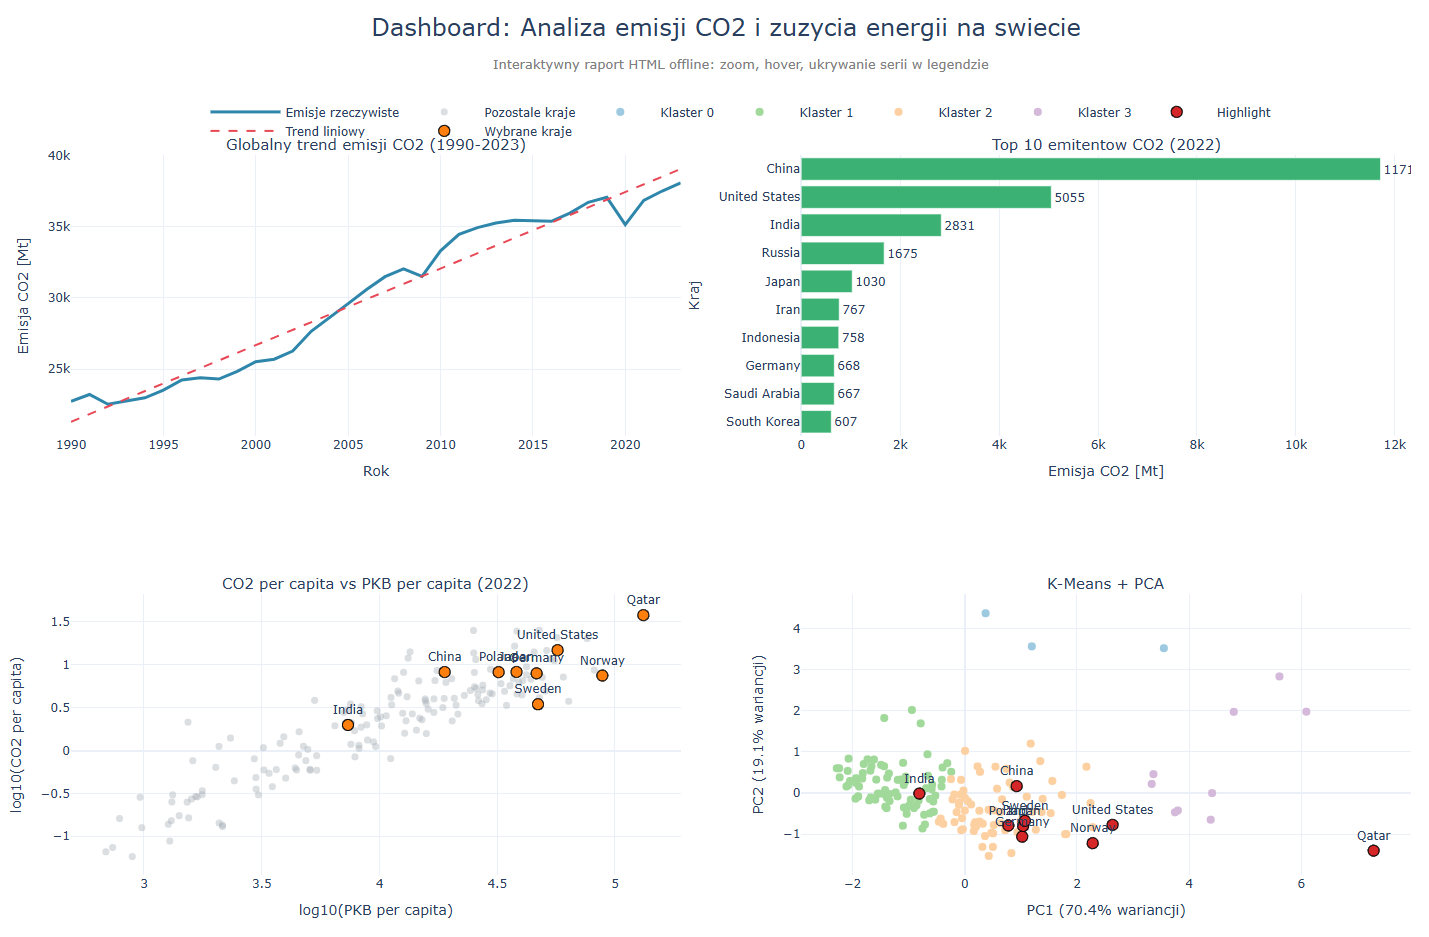 Dashboard: Analiza emisji CO2 i zuzycia energii na swiecie
Interaktywny raport HTML offline: zoom, hover, ukrywanie serii w legendzie
Emisje rzeczywiste
Pozostale kraje
Klaster 0
Klaster 1
Klaster 2
Klaster 3
Highlight
Trend liniowy
Wybrane kraje
Globalny trend emisji CO2 (1990-2023)
Emisja CO2 [Mt]
40k
35k
30k
25k
1990
1995
2000
2005
2010
2015
2020
Rok
Top 10 emitentow CO2 (2022)
Kraj
China
1171
United States
5055
India
2831
Russia
1675
Japan
1030
Iran
767
Indonesia
758
Germany
668
Saudi Arabia
667
South Korea
607
0
2k
4k
6k
8k
10k
12k
Emisja CO2 [Mt]
CO2 per capita vs PKB per capita (2022)
log10(CO2 per capita)
1.5
1
0.5
0
−0.5
−1
Qatar
United States
China
Poland
Germany
Norway
Sweden
India
3
3.5
4
4.5
5
log10(PKB per capita)
K-Means + PCA
PC2 (19.1% wariancji)
4
3
2
1
0
−1
India
China
Sweden
Poland
Germany
United States
Norway
Qatar
−2
0
2
4
6
PC1 (70.4% wariancji)